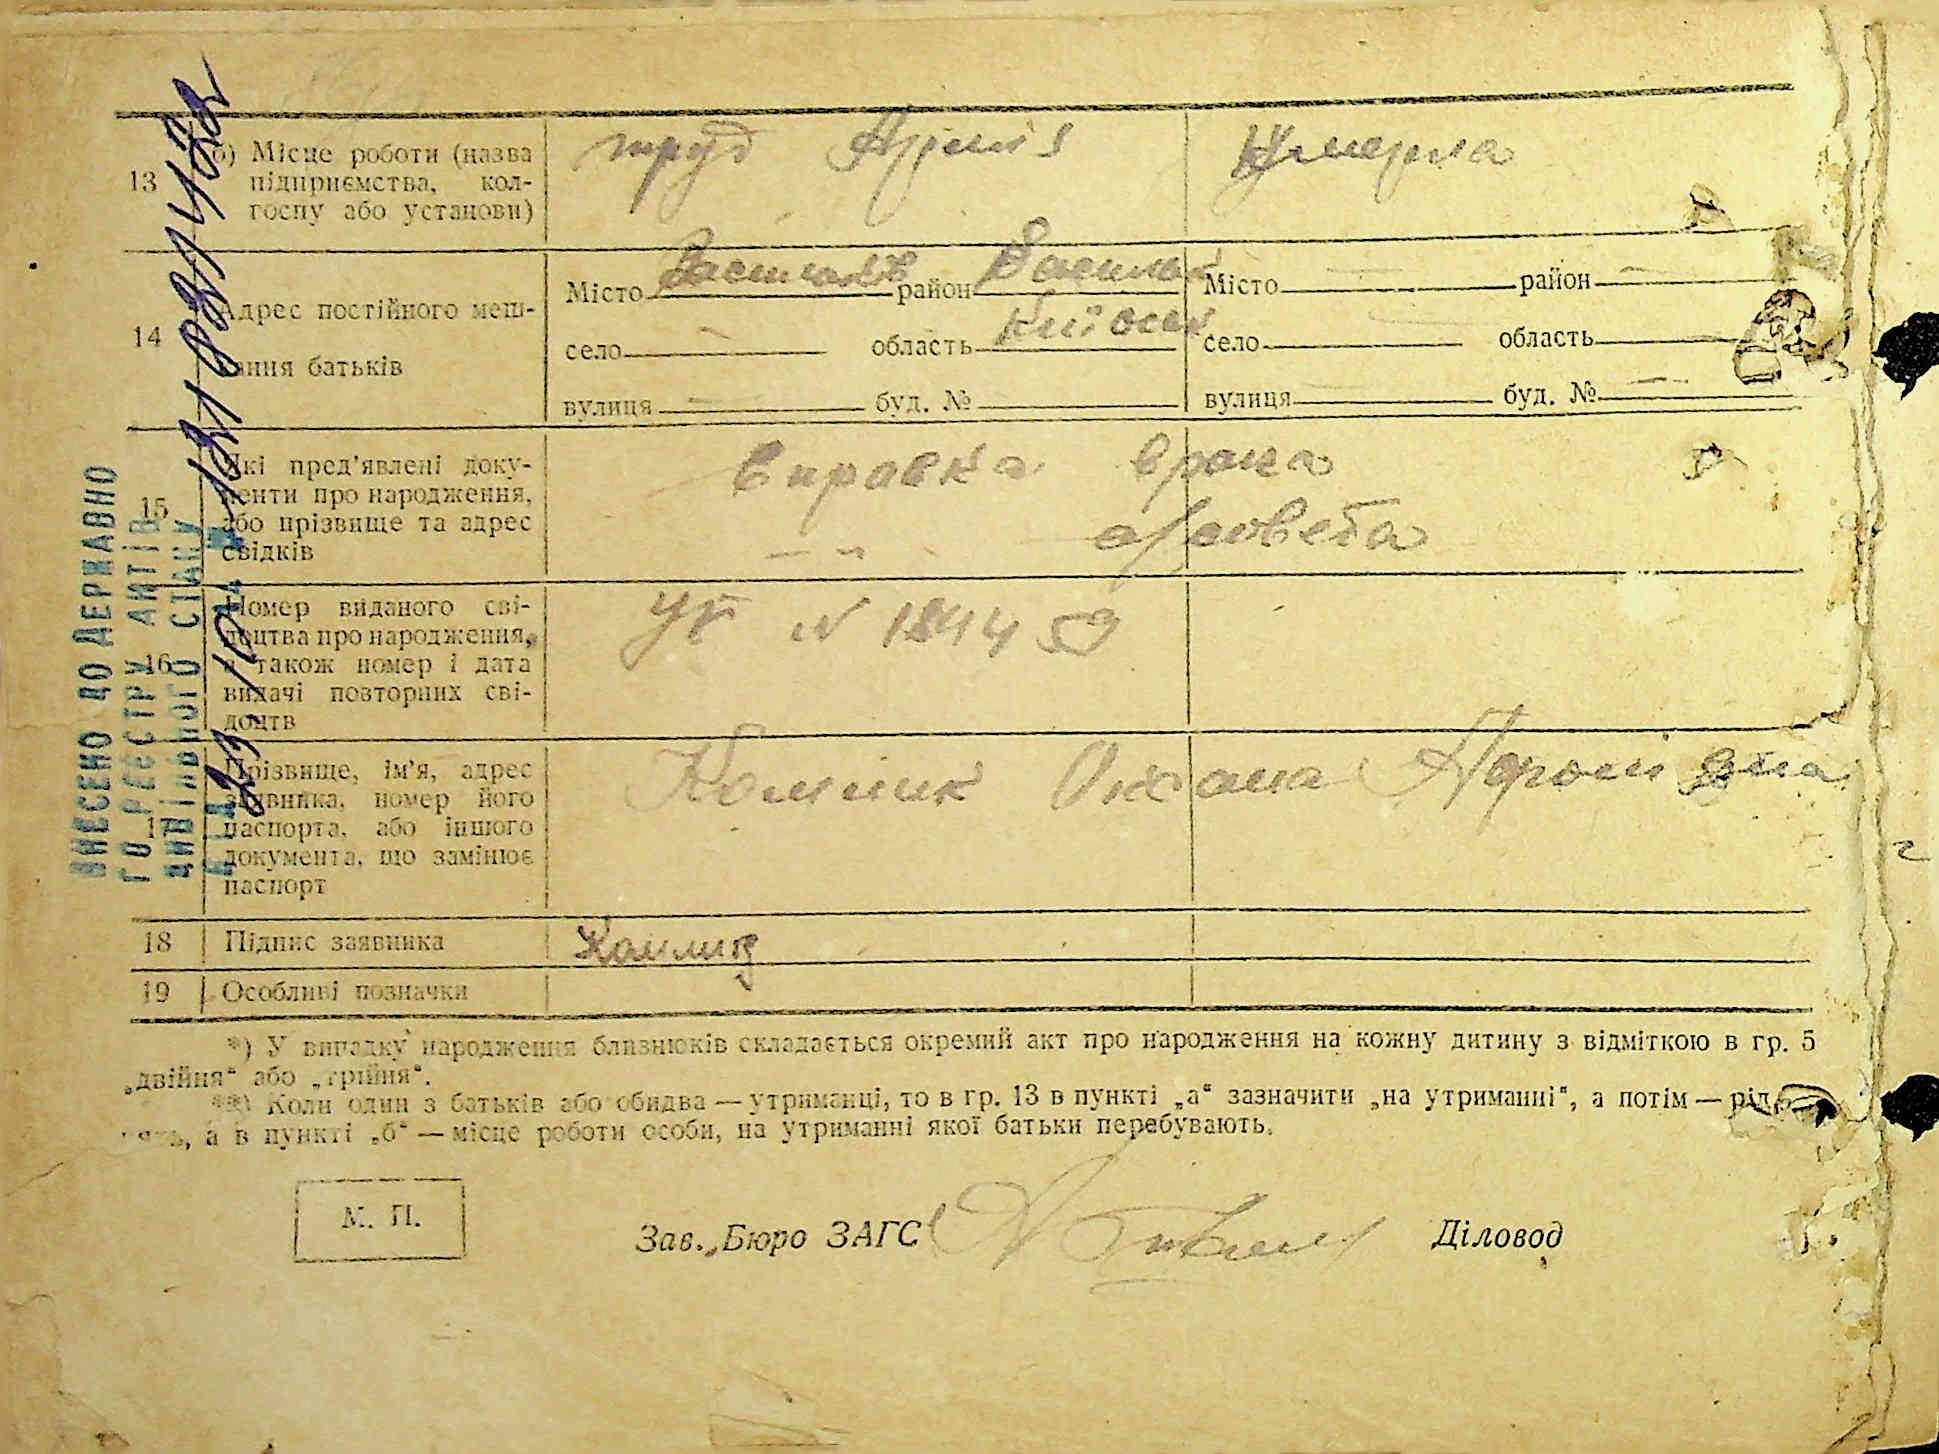 13 б) Місце роботи (назва підприємства, колгоспу або установи) труд Армія Умерла
14 Адрес постійного мешкання батьків
Місто Васильків район Васильк Місто — район —
село — область Київськ село — область
вулиця — буд. № вулиця — буд. № —
15 Які пред'явлені документи про народження, або прізвище та адрес свідків
Справка врача
— " — с/совета
16 Номер виданого свідоцтва про народження, а також номер і дата видачі повторних свідоцтв
№ 184459
17 Прізвище, ім'я, адрес заявника, номер його паспорта, або іншого документа, що замінює паспорт
Оксана
18 Підпис заявника
19 Особливі позначки
*) У випадку народження близнюків складається окремий акт про народження на кожну дитину з відміткою в гр. 5
„двійня“ або „трійня“.
**) Коли один з батьків або обидва — утриманці, то в гр. 13 в пункті „а“ зазначити „на утриманні“, а потім — рід
а в пункті „б“ — місце роботи особи, на утриманні якої батьки перебувають.
М. П.
Зав. Бюро ЗАГС Діловод
ВНЕСЕНО ДО ДЕРЖАВНО
ГО РЕЄСТРУ АКТІВ
ЦИВІЛЬНОГО СТАНУ